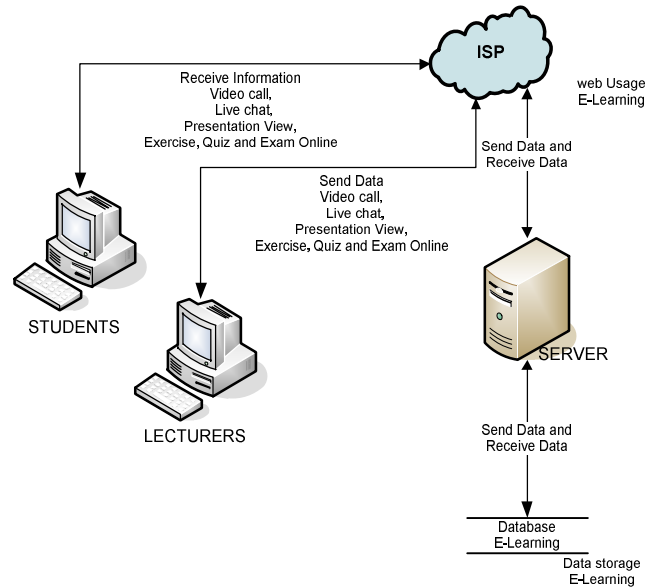 ISP
web Usage
E-Learning
Receive Information
Video call,
Live chat,
Presentation View,
Exercise, Quiz and Exam Online
Send Data and
Receive Data
Send Data
Video call,
Live chat,
Presentation View,
Exercise, Quiz and Exam Online
STUDENTS
SERVER
LECTURERS
Send Data and
Receive Data
Database
E-Learning
Data storage
E-Learning